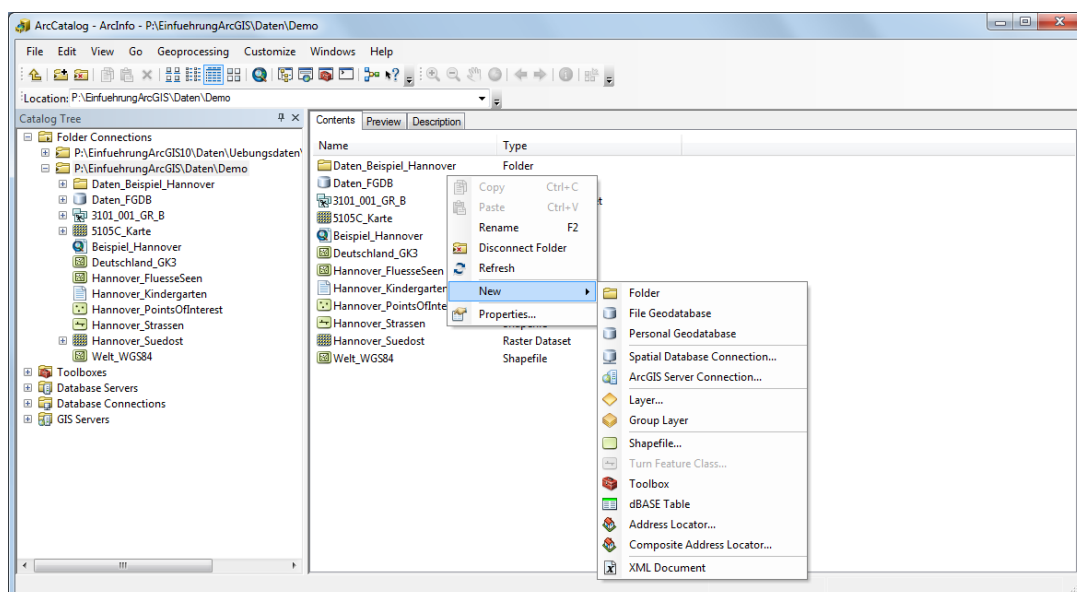 ArcCatalog - ArcInfo - P:\EinfuehrungArcGIS\Daten\Demo
File Edit View Go Geoprocessing Customize Windows Help
Location: P:\EinfuehrungArcGIS\Daten\Demo
Catalog Tree
Folder Connections
P:\EinfuehrungArcGIS10\Daten\Uebungsdaten
P:\EinfuehrungArcGIS\Daten\Demo
Daten_Beispiel_Hannover
Daten_FGDB
3101_001_GR_B
5105C_Karte
Beispiel_Hannover
Deutschland_GK3
Hannover_FluesseSeen
Hannover_Kindergarten
Hannover_PointsOfInterest
Hannover_Strassen
Hannover_Suedost
Welt_WGS84
Toolboxes
Database Servers
Database Connections
GIS Servers
Contents Preview Description
Name Type
Daten_Beispiel_Hannover Folder
Daten_FGDB
3101_001_GR_B t
5105C_Karte
Beispiel_Hannover
Deutschland_GK3
Hannover_FluesseSeen
Hannover_Kindergarten
Hannover_PointsOfInte
Hannover_Strassen
Hannover_Suedost Raster Dataset
Welt_WGS84 Shapefile
Copy Ctrl+C
Paste Ctrl+V
Rename F2
Disconnect Folder
Refresh
New
Properties...
Folder
File Geodatabase
Personal Geodatabase
Spatial Database Connection...
ArcGIS Server Connection...
Layer...
Group Layer
Shapefile...
Turn Feature Class...
Toolbox
dBASE Table
Address Locator...
Composite Address Locator...
XML Document